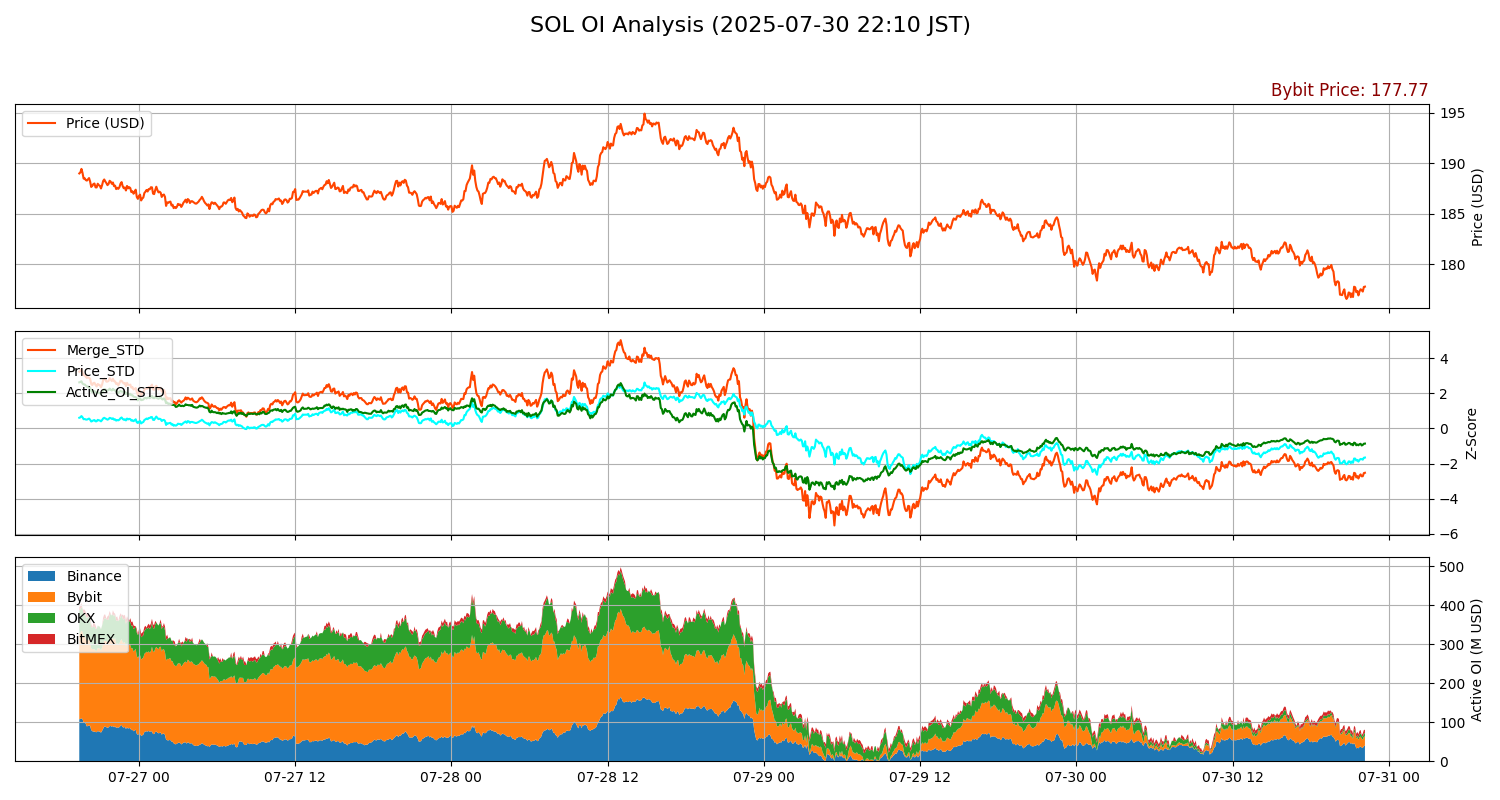 SOL OI Analysis (2025-07-30 22:10 JST)
Bybit Price: 177.77
Price (USD)
195
190
185
180
Price (USD)
Merge_STD
Price_STD
Active_OI_STD
4
2
0
−2
−4
−6
Z-Score
Binance
Bybit
OKX
BitMEX
500
400
300
200
100
0
Active OI (M USD)
07-27 00
07-27 12
07-28 00
07-28 12
07-29 00
07-29 12
07-30 00
07-30 12
07-31 00